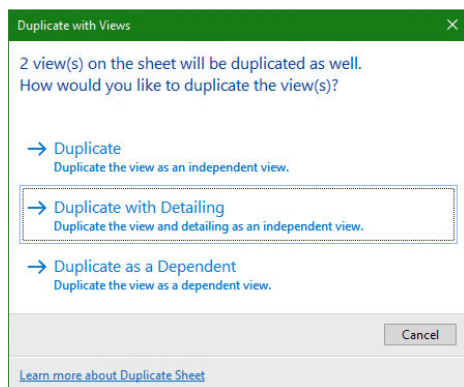 Duplicate with Views
2 view(s) on the sheet will be duplicated as well.
How would you like to duplicate the view(s)?
Duplicate
Duplicate the view as an independent view.
Duplicate with Detailing
Duplicate the view and detailing as an independent view.
Duplicate as a Dependent
Duplicate the view as a dependent view.
Cancel
Learn more about Duplicate Sheet